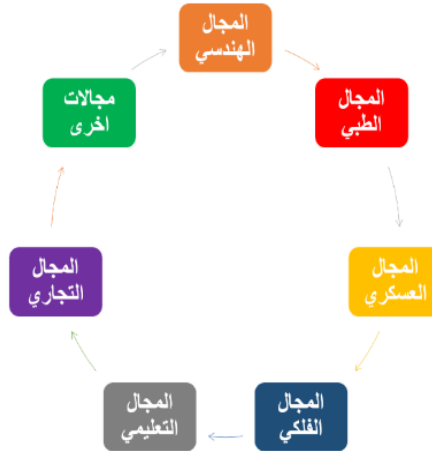 المجال
الهندسي
المجال
الطبي
المجال
العسكري
المجال
الفلكي
المجال
التعليمي
المجال
التجاري
مجالات
اخرى